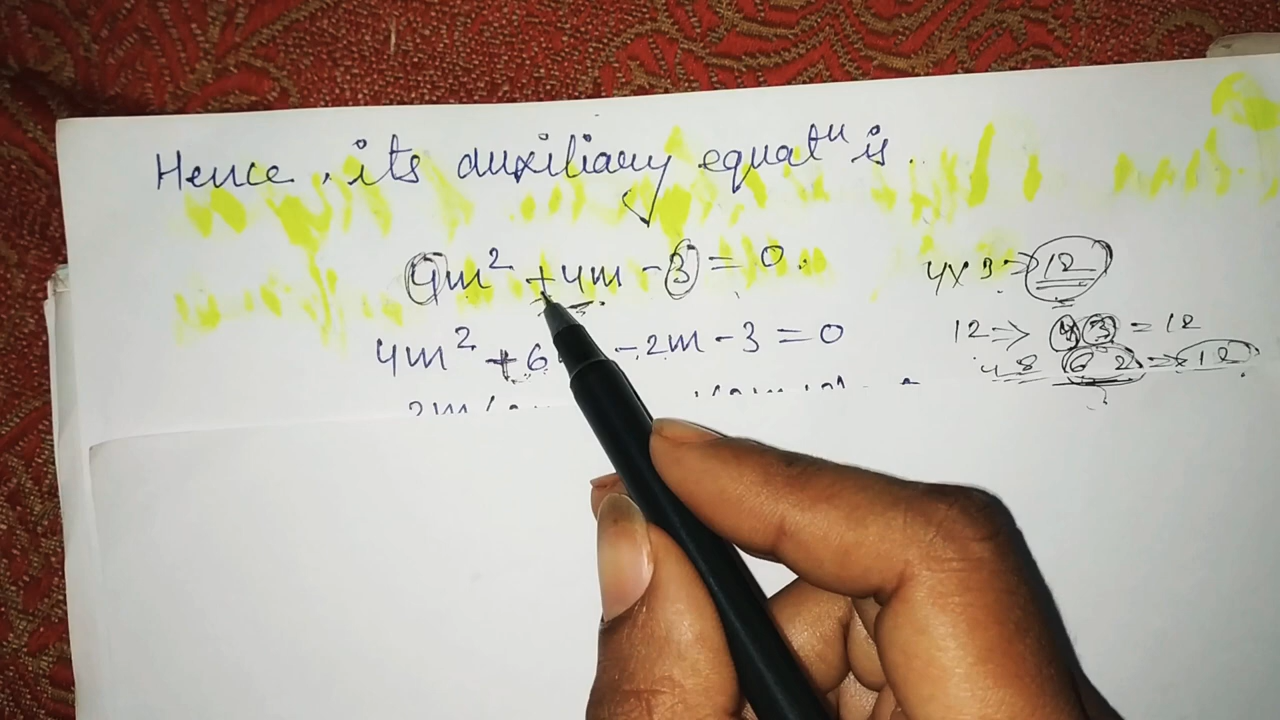 Hence, its auxiliary equatⁿ is.
4m² + 4m - 3 = 0.
4m² + 6 - 2m - 3 = 0
4 x 3 => 12
12 => 4 3 = 12
6 2 => 12